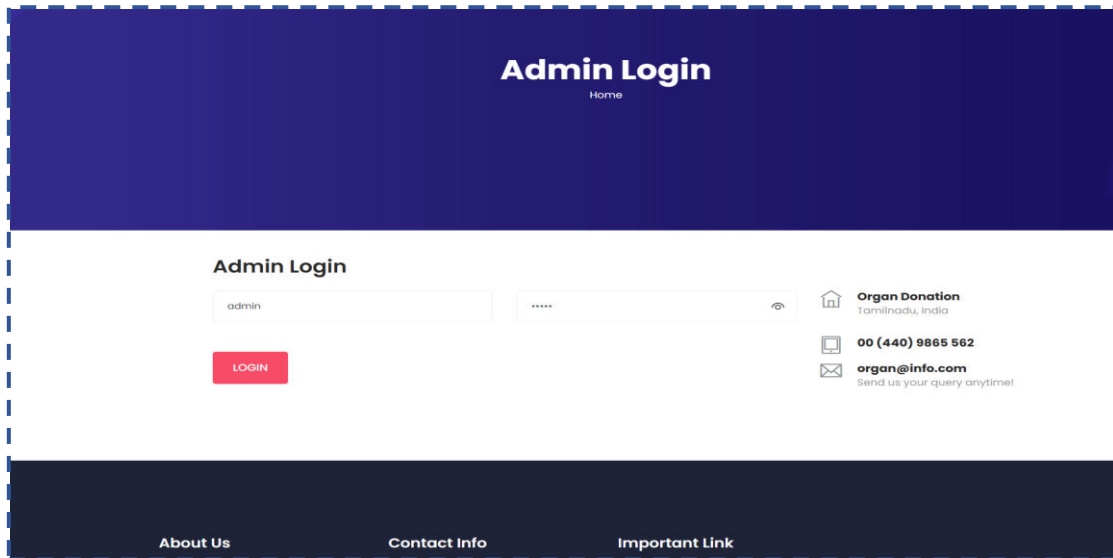 Admin Login
Home
Admin Login
admin
•••••
LOGIN
Organ Donation
Tamilnadu, India
00 (440) 9865 562
organ@info.com
Send us your query anytime!
About Us
Contact Info
Important Link